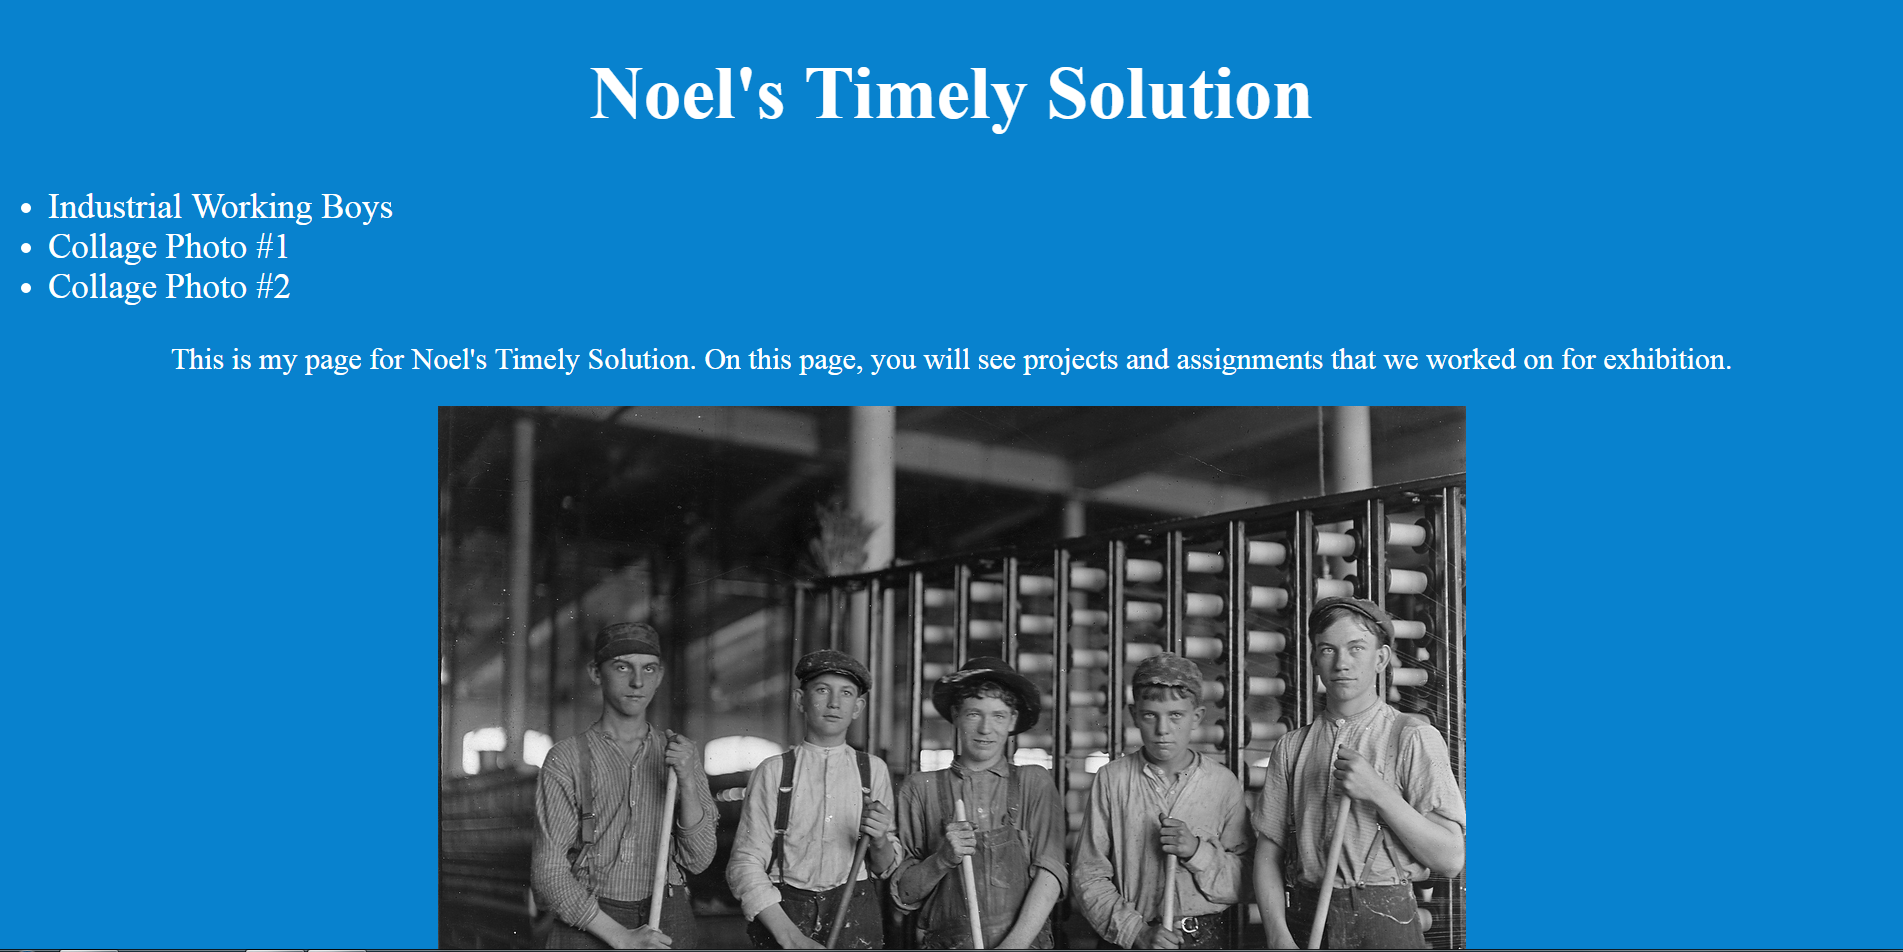 Noel's Timely Solution
Industrial Working Boys
Collage Photo #1
Collage Photo #2
This is my page for Noel's Timely Solution. On this page, you will see projects and assignments that we worked on for exhibition.